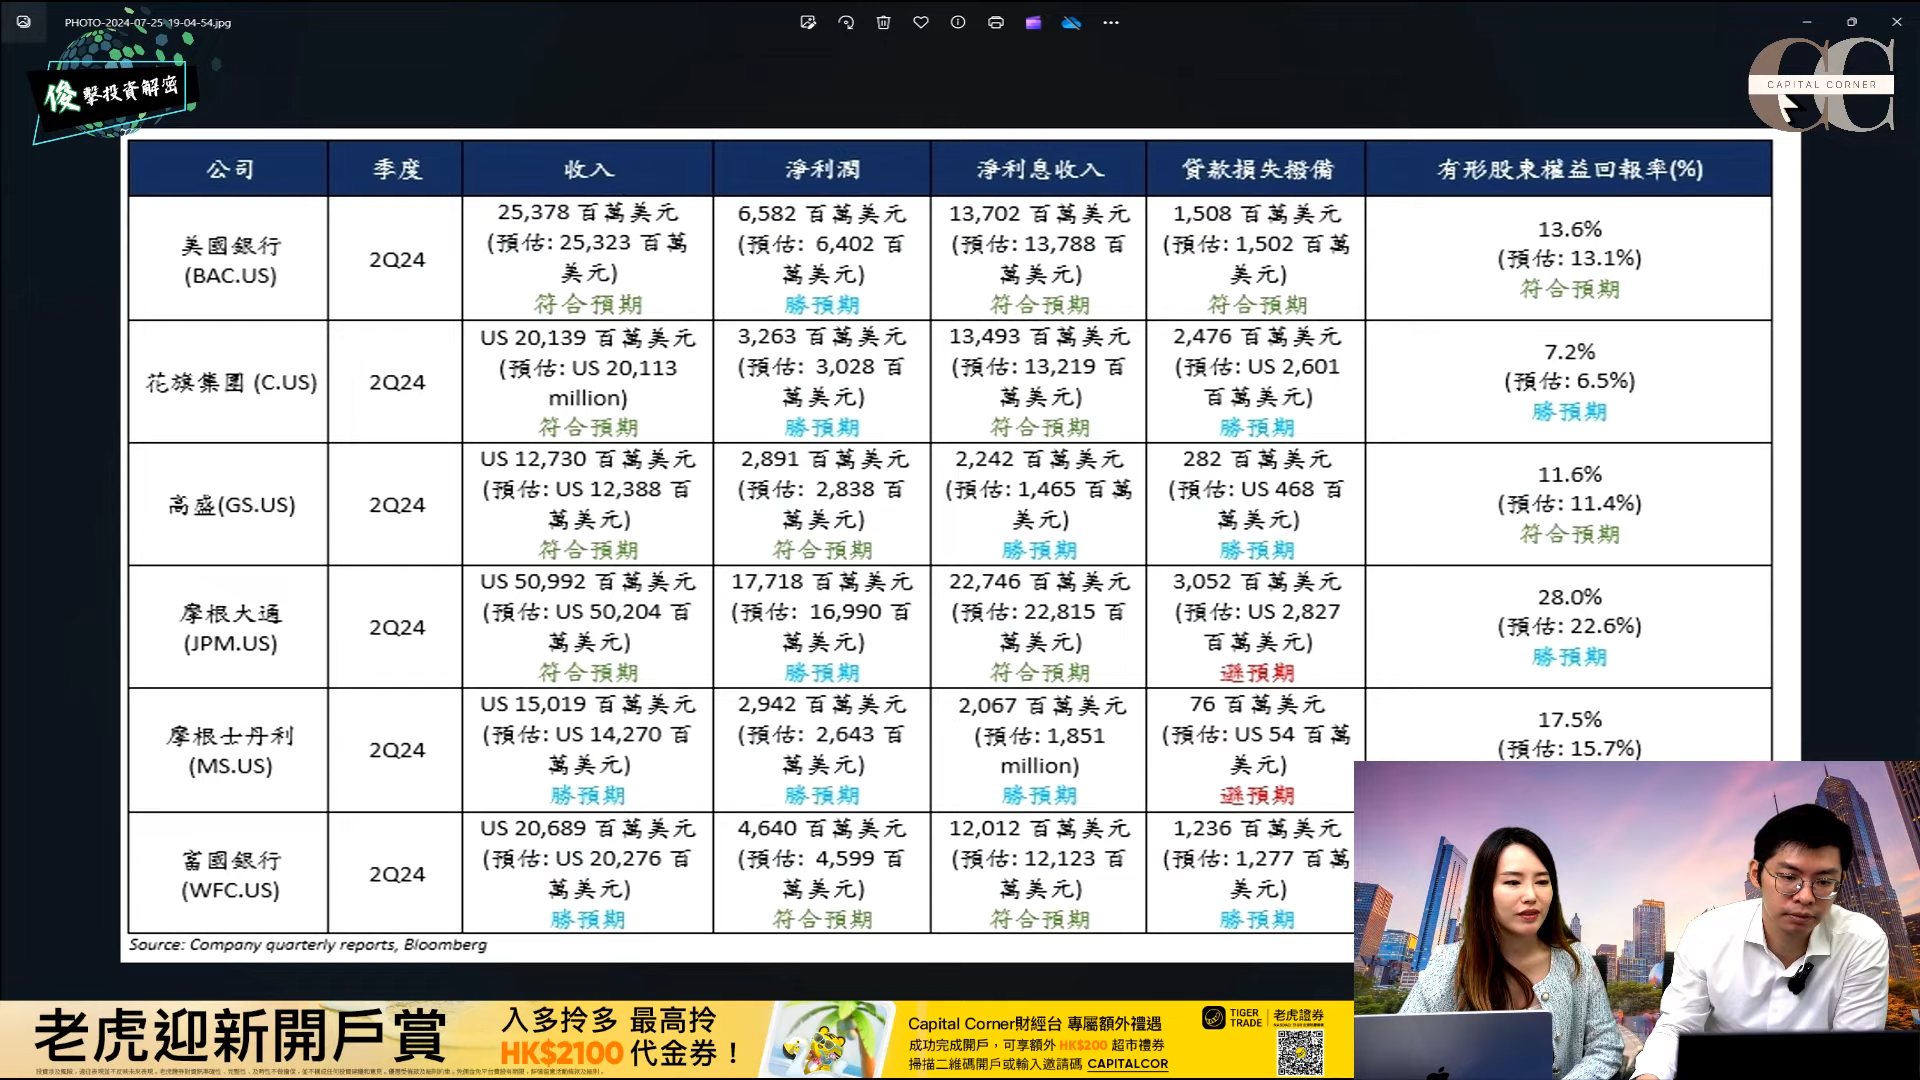 PHOTO-2024-07-25-19-04-54.jpg
俊擊投資解密
CAPITAL CORNER
公司 季度 收入 淨利潤 淨利息收入 貸款損失撥備 有形股東權益回報率(%)
美國銀行
(BAC.US)
2Q24
25,378 百萬美元
(預估: 25,323 百萬
美元)
符合預期
6,582 百萬美元
(預估: 6,402 百
萬美元)
勝預期
13,702 百萬美元
(預估: 13,788 百
萬美元)
符合預期
1,508 百萬美元
(預估: 1,502 百萬
美元)
符合預期
13.6%
(預估: 13.1%)
符合預期
花旗集團 (C.US)
2Q24
US 20,139 百萬美元
(預估: US 20,113
million)
符合預期
3,263 百萬美元
(預估: 3,028 百
萬美元)
勝預期
13,493 百萬美元
(預估: 13,219 百
萬美元)
符合預期
2,476 百萬美元
(預估: US 2,601
百萬美元)
勝預期
7.2%
(預估: 6.5%)
勝預期
高盛(GS.US)
2Q24
US 12,730 百萬美元
(預估: US 12,388 百
萬美元)
符合預期
2,891 百萬美元
(預估: 2,838 百
萬美元)
符合預期
2,242 百萬美元
(預估: 1,465 百萬
美元)
勝預期
282 百萬美元
(預估: US 468 百
萬美元)
勝預期
11.6%
(預估: 11.4%)
符合預期
摩根大通
(JPM.US)
2Q24
US 50,992 百萬美元
(預估: US 50,204 百
萬美元)
符合預期
17,718 百萬美元
(預估: 16,990 百
萬美元)
勝預期
22,746 百萬美元
(預估: 22,815 百
萬美元)
符合預期
3,052 百萬美元
(預估: US 2,827
百萬美元)
遜預期
28.0%
(預估: 22.6%)
勝預期
摩根士丹利
(MS.US)
2Q24
US 15,019 百萬美元
(預估: US 14,270 百
萬美元)
勝預期
2,942 百萬美元
(預估: 2,643 百
萬美元)
勝預期
2,067 百萬美元
(預估: 1,851
million)
勝預期
76 百萬美元
(預估: US 54 百萬
美元)
遜預期
17.5%
(預估: 15.7%)
富國銀行
(WFC.US)
2Q24
US 20,689 百萬美元
(預估: US 20,276 百
萬美元)
勝預期
4,640 百萬美元
(預估: 4,599 百
萬美元)
符合預期
12,012 百萬美元
(預估: 12,123 百
萬美元)
符合預期
1,236 百萬美元
(預估: 1,277 百萬
美元)
勝預期
Source: Company quarterly reports, Bloomberg
老虎迎新開戶賞
入多拎多 最高拎
HK$2100 代金券！
Capital Corner財經台 專屬額外禮遇
成功完成開戶，可享額外 HK$200 超市禮券
掃描二維碼開戶或輸入邀請碼 CAPITALCOR
TIGER TRADE 老虎證券